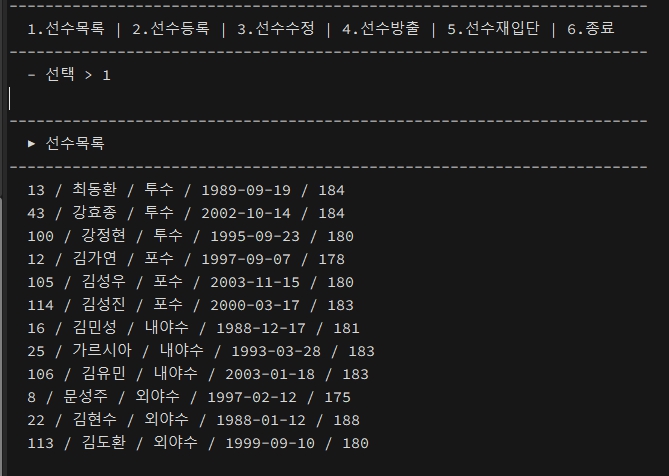 1.선수목록 | 2.선수등록 | 3.선수수정 | 4.선수방출 | 5.선수재입단 | 6.종료
- 선택 > 1
▶ 선수목록
13 / 최동환 / 투수 / 1989-09-19 / 184
43 / 강효종 / 투수 / 2002-10-14 / 184
100 / 강정현 / 투수 / 1995-09-23 / 180
12 / 김가연 / 포수 / 1997-09-07 / 178
105 / 김성우 / 포수 / 2003-11-15 / 180
114 / 김성진 / 포수 / 2000-03-17 / 183
16 / 김민성 / 내야수 / 1988-12-17 / 181
25 / 가르시아 / 내야수 / 1993-03-28 / 183
106 / 김유민 / 내야수 / 2003-01-18 / 183
8 / 문성주 / 외야수 / 1997-02-12 / 175
22 / 김현수 / 외야수 / 1988-01-12 / 188
113 / 김도환 / 외야수 / 1999-09-10 / 180